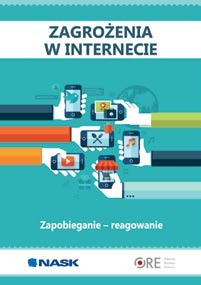 ZAGROŻENIA
W INTERNECIE
Zapobieganie – reagowanie
NASK
ORE